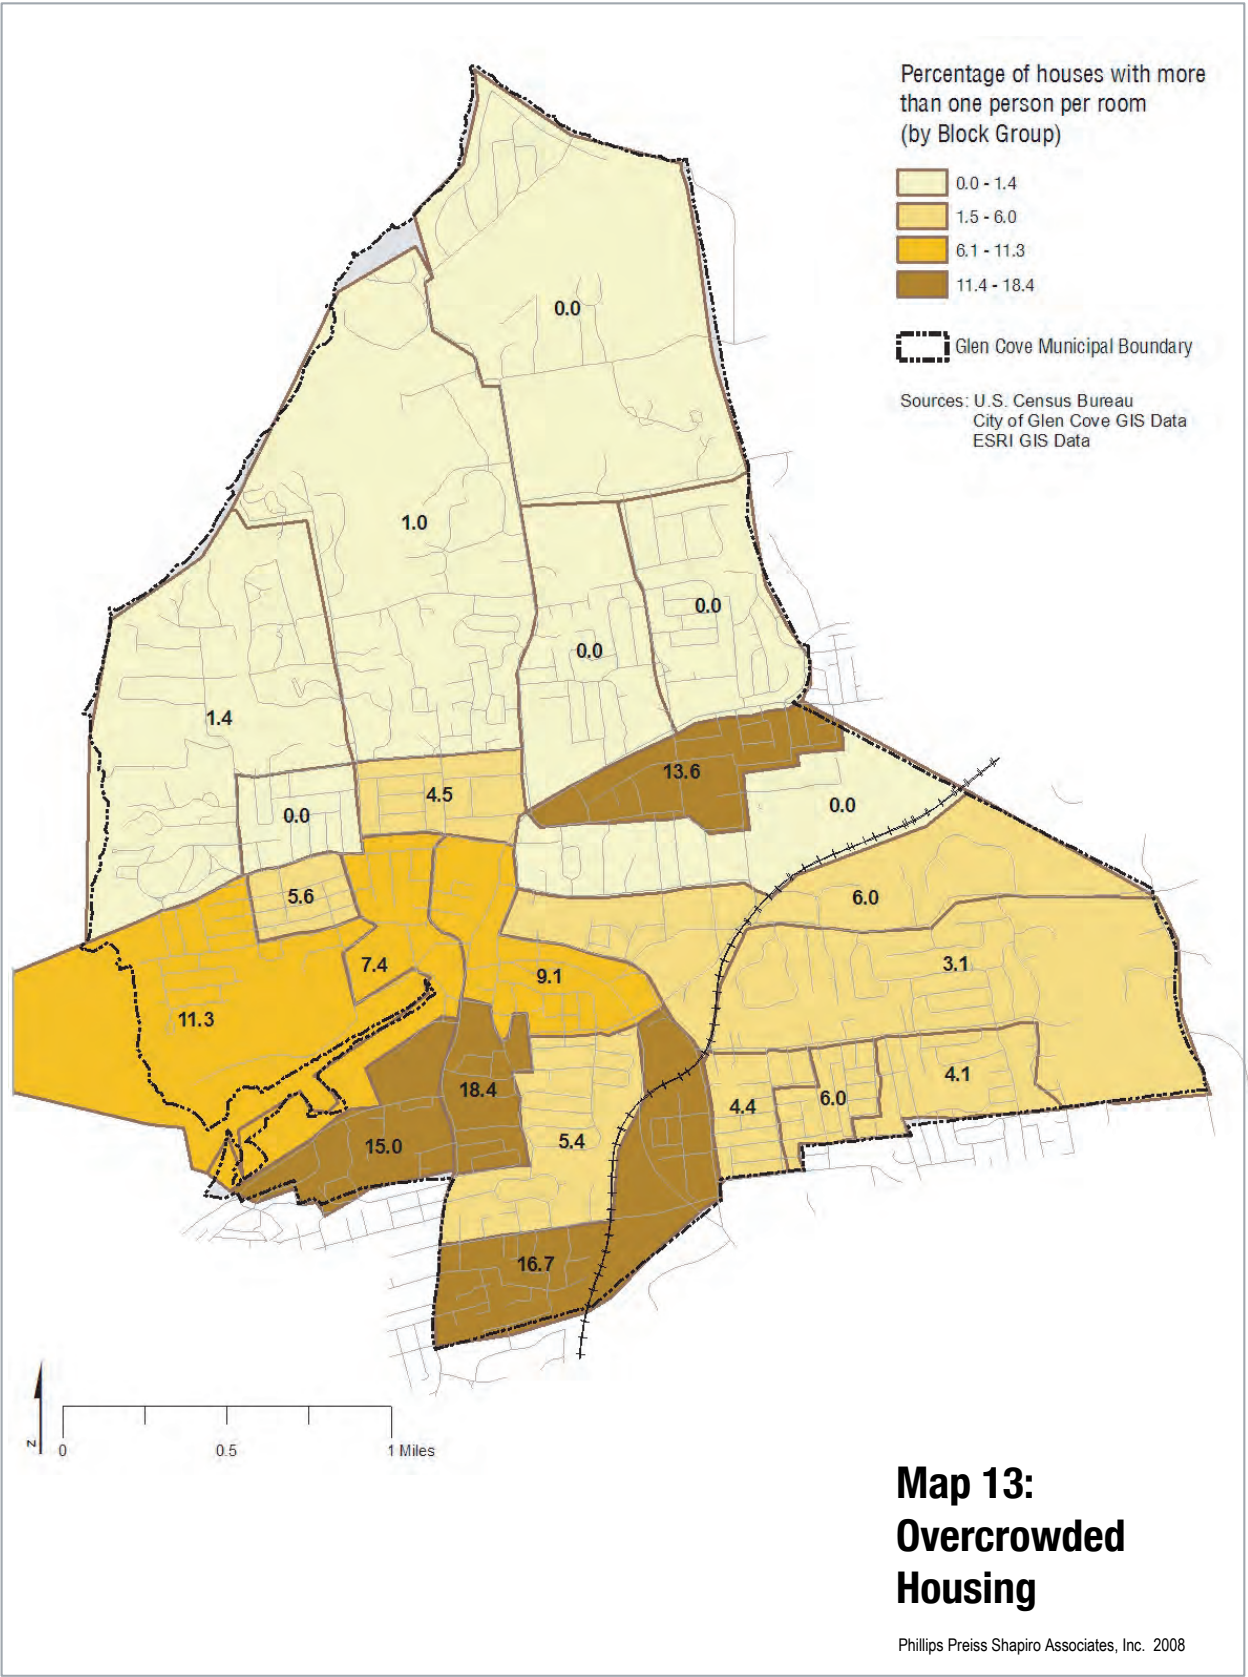 Percentage of houses with more
than one person per room
(by Block Group)
0.0 - 1.4
1.5 - 6.0
6.1 - 11.3
11.4 - 18.4
Glen Cove Municipal Boundary
Sources: U.S. Census Bureau
City of Glen Cove GIS Data
ESRI GIS Data
0.0
1.0
0.0
0.0
1.4
13.6
4.5
0.0
0.0
5.6
6.0
7.4
9.1
3.1
11.3
18.4
4.1
6.0
4.4
5.4
15.0
16.7
N
0 0.5 1 Miles
Map 13:
Overcrowded
Housing
Phillips Preiss Shapiro Associates, Inc. 2008